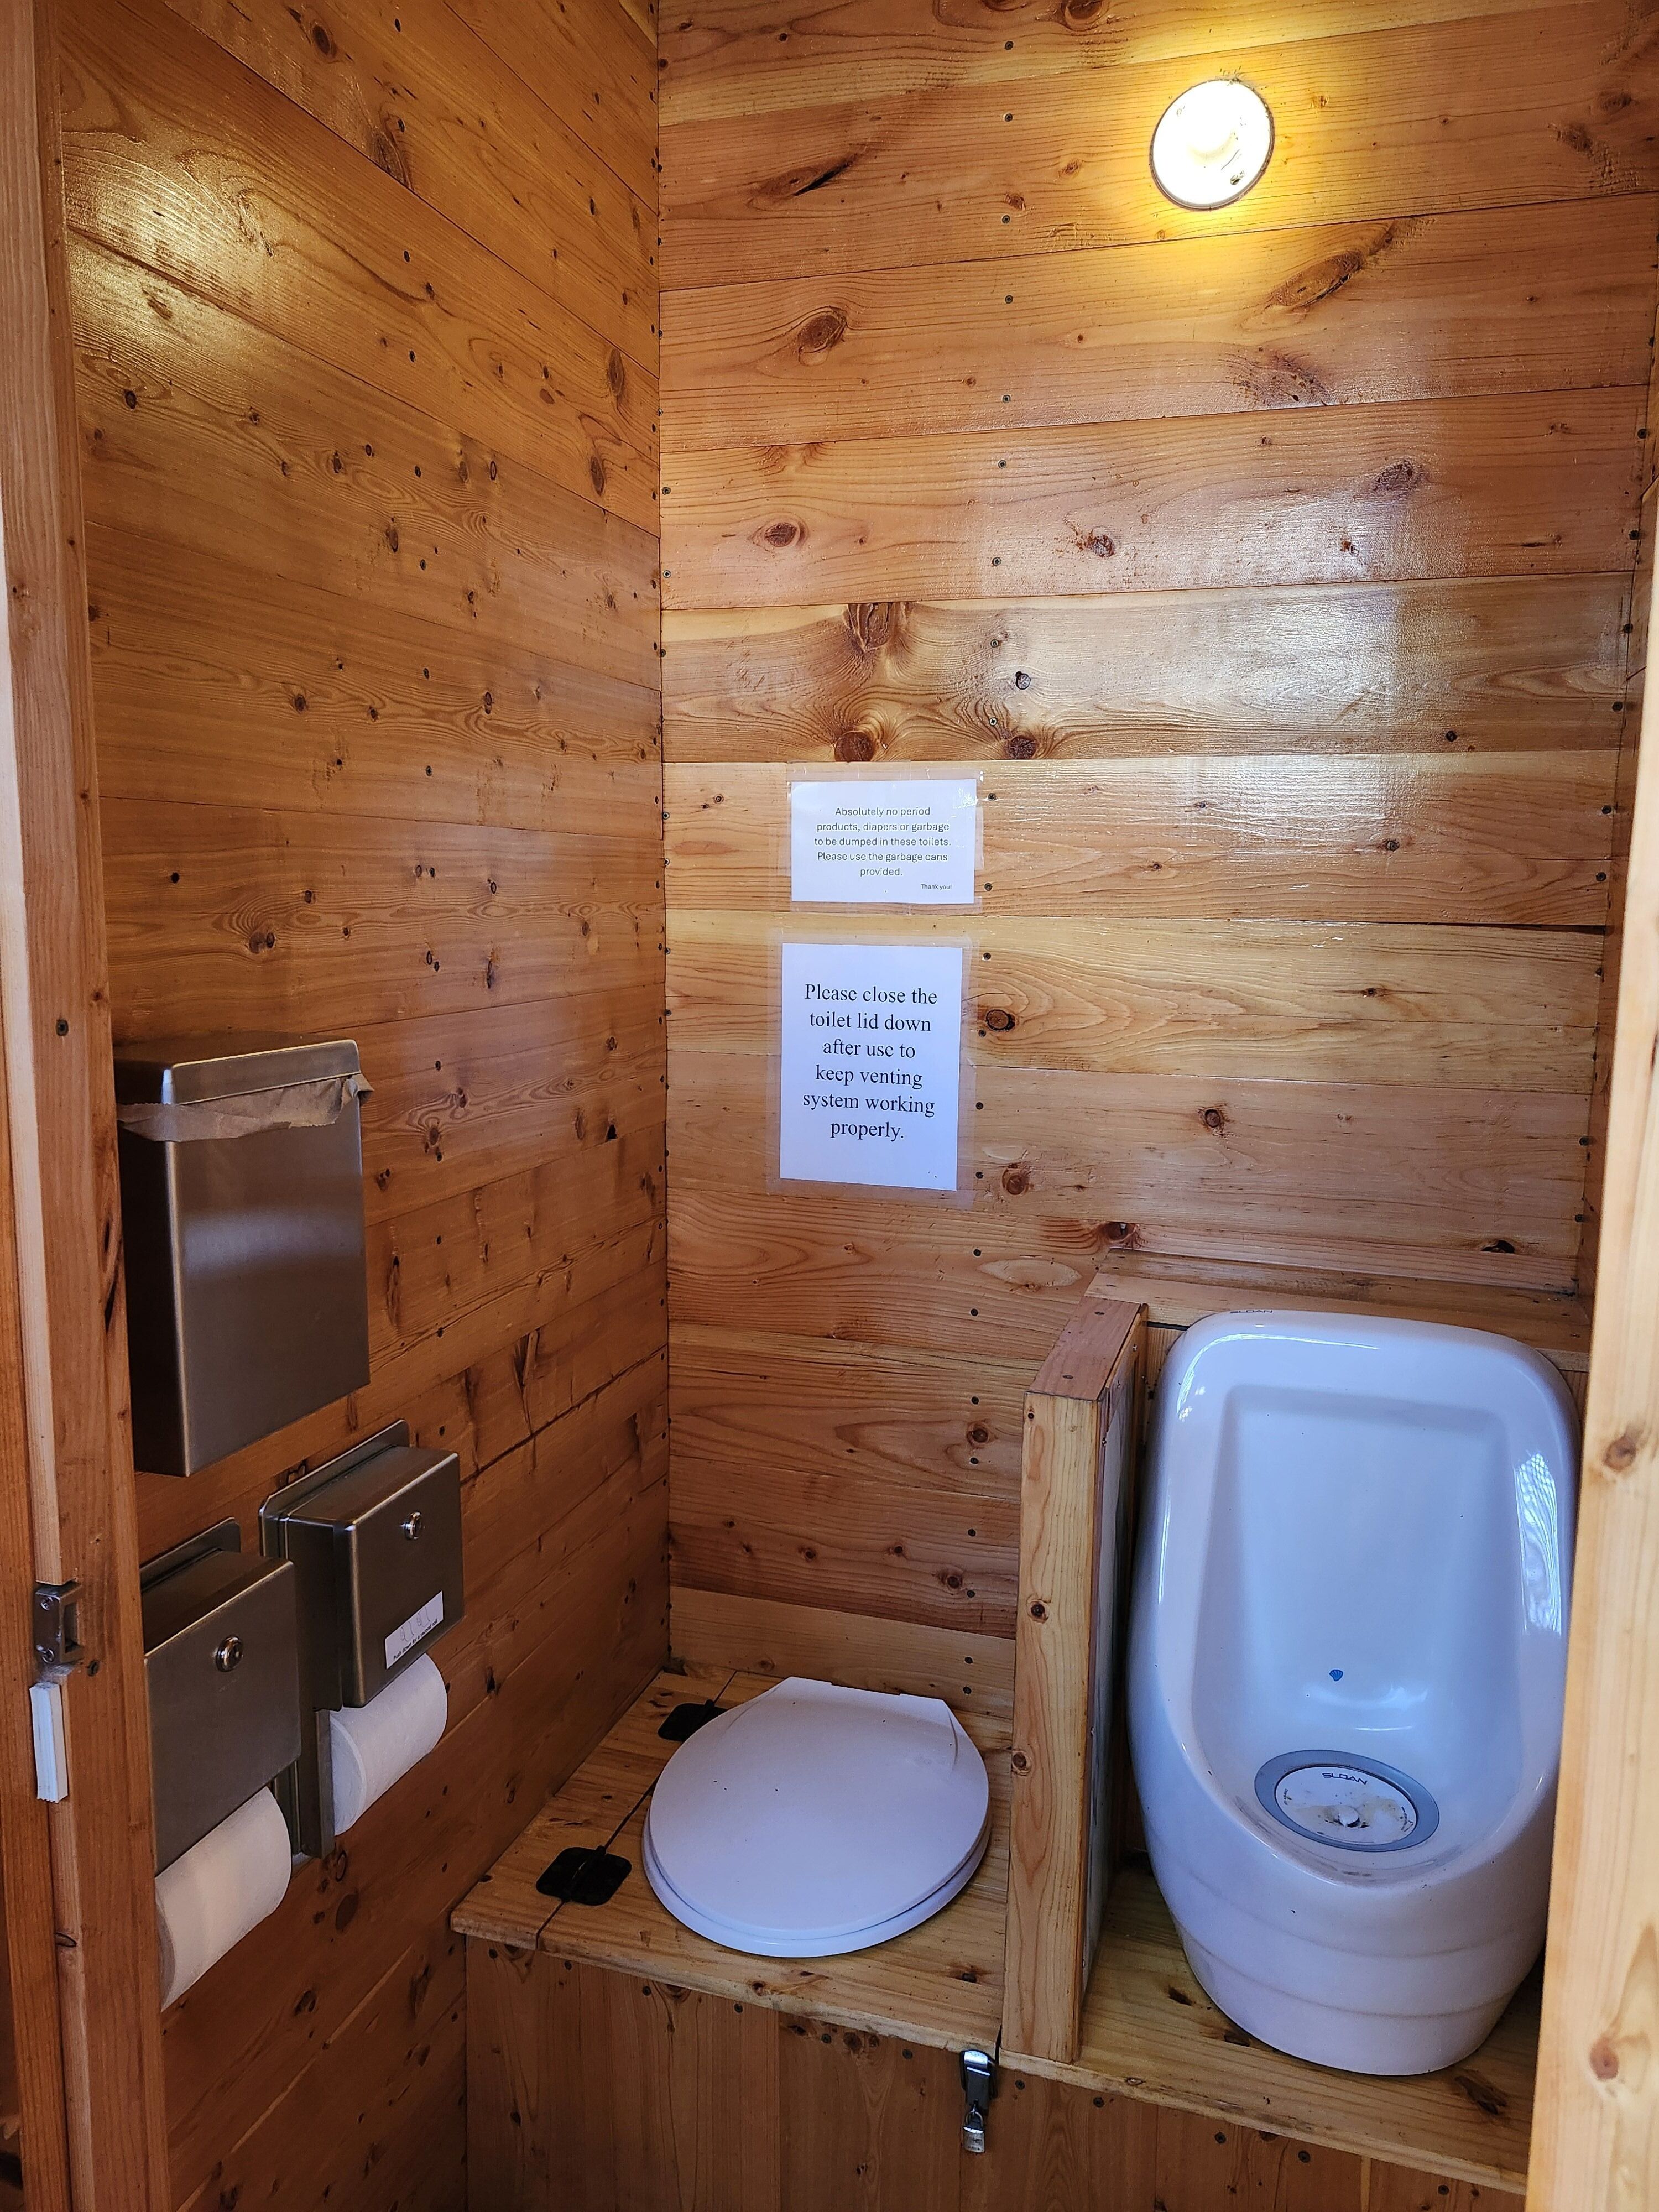 Absolutely no period
products, diapers or garbage
to be dumped in these toilets.
Please use the garbage cans
provided.
Thank you!
Please close the
toilet lid down
after use to
keep venting
system working
properly.
SLOAN
SLOAN